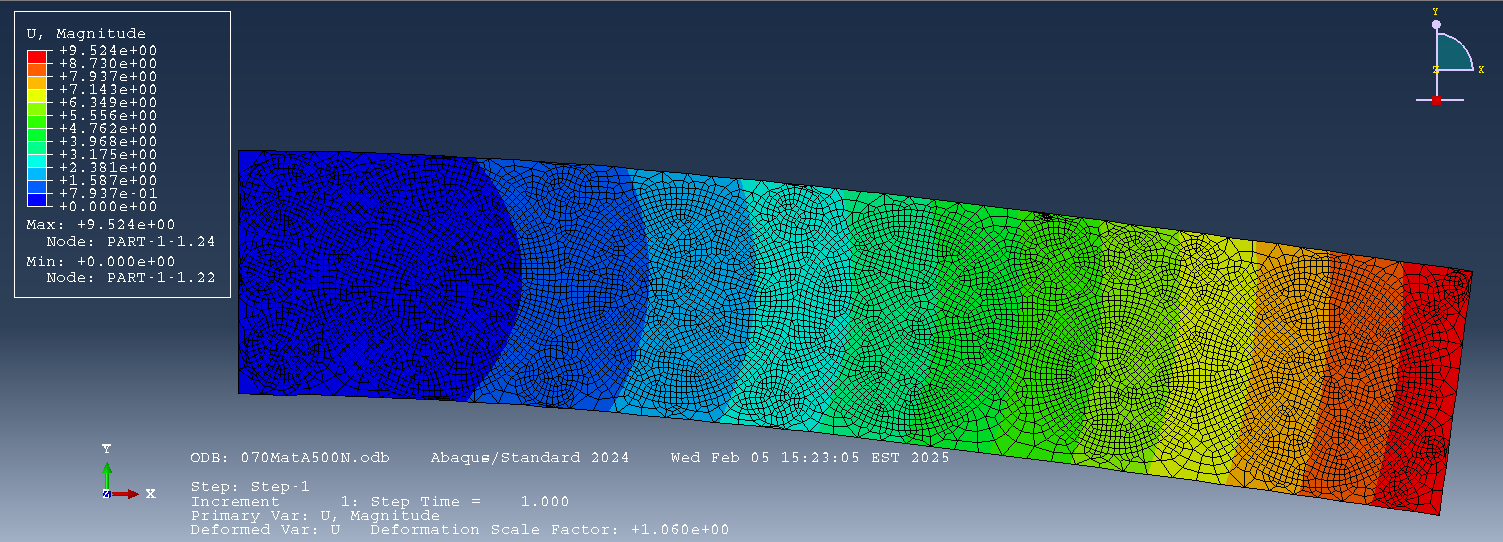 U, Magnitude
+9.524e+00
+8.730e+00
+7.937e+00
+7.143e+00
+6.349e+00
+5.556e+00
+4.762e+00
+3.968e+00
+3.175e+00
+2.381e+00
+1.587e+00
+7.937e-01
+0.000e+00
Max: +9.524e+00
Node: PART-1-1.24
Min: +0.000e+00
Node: PART-1-1.22
Y
Z X
Y
Z X
ODB: 070MatA500N.odb Abaqus/Standard 2024 Wed Feb 05 15:23:05 EST 2025
Step: Step-1
Increment 1: Step Time = 1.000
Primary Var: U, Magnitude
Deformed Var: U Deformation Scale Factor: +1.060e+00